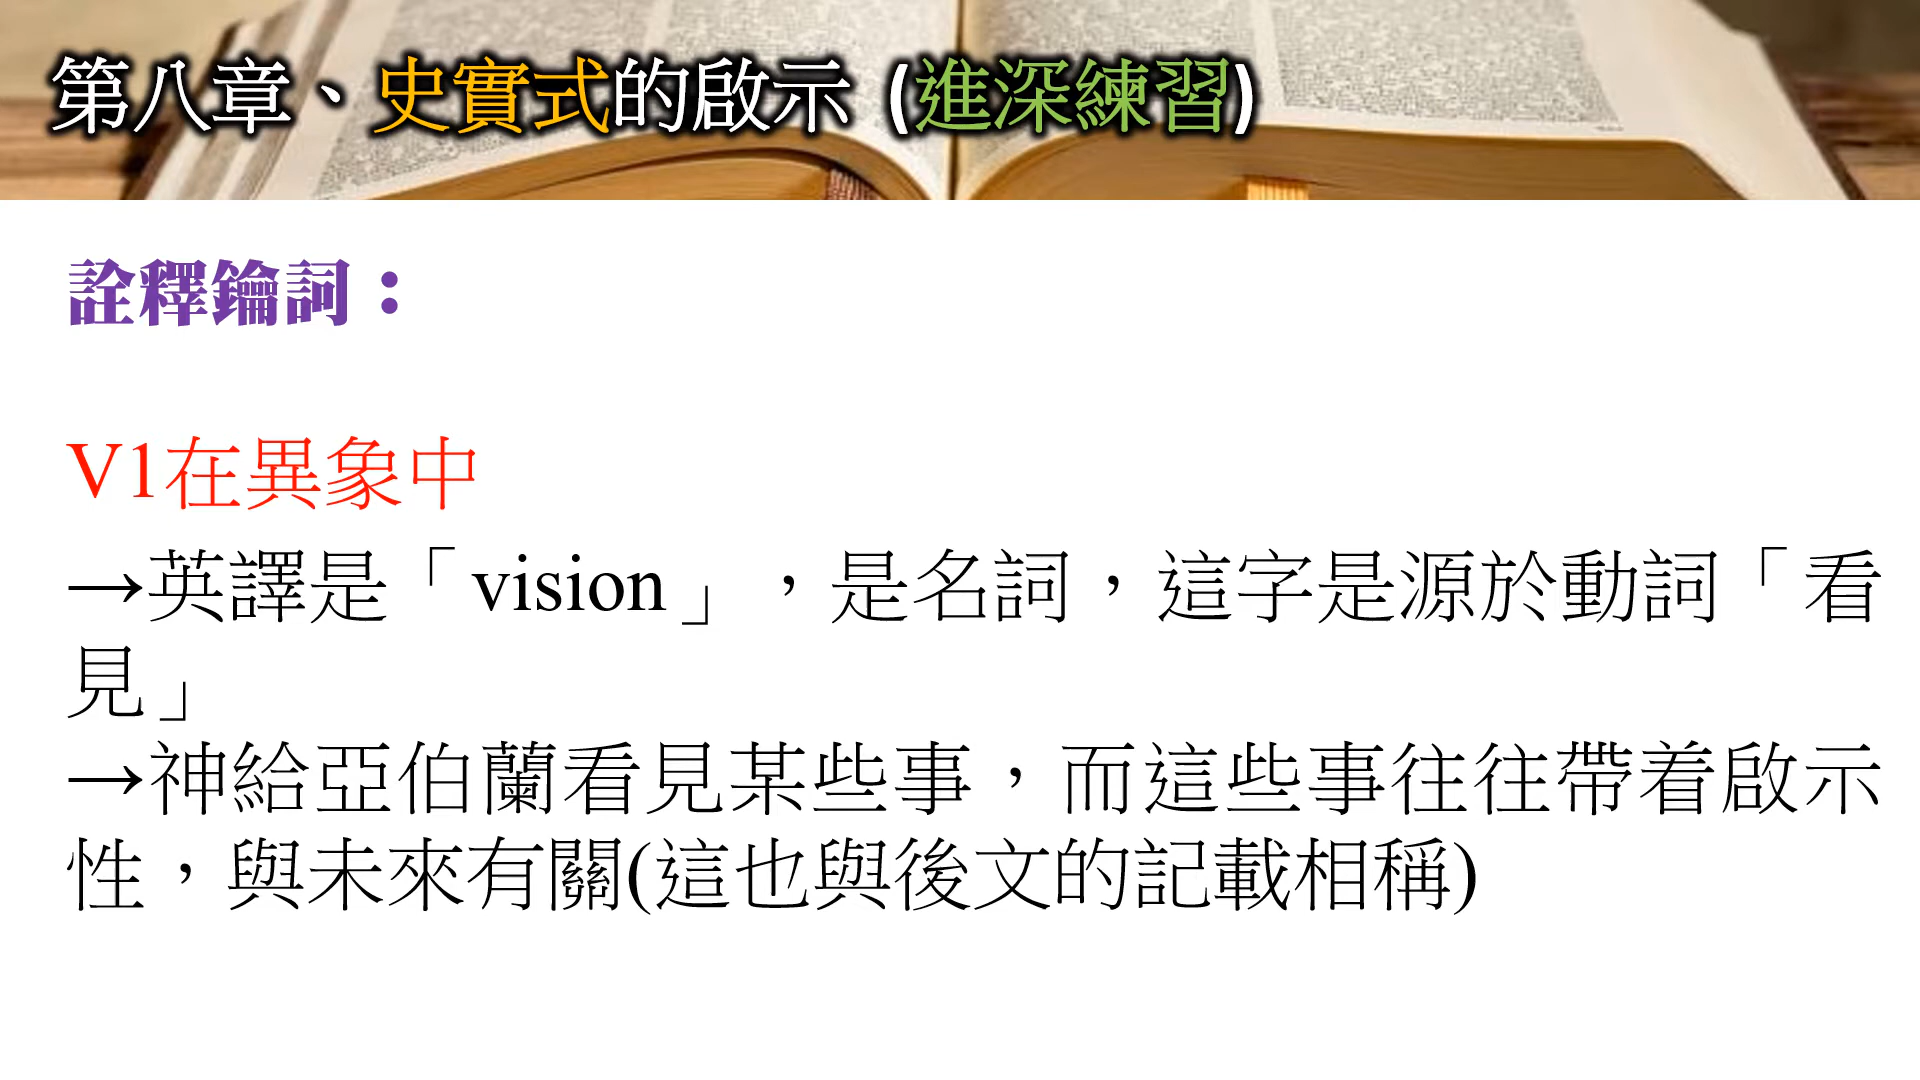 第八章、史實式的啟示 (進深練習)
詮釋鑰詞：
V1在異象中
→英譯是「vision」，是名詞，這字是源於動詞「看
見」
→神給亞伯蘭看見某些事，而這些事往往帶着啟示
性，與未來有關(這也與後文的記載相稱)